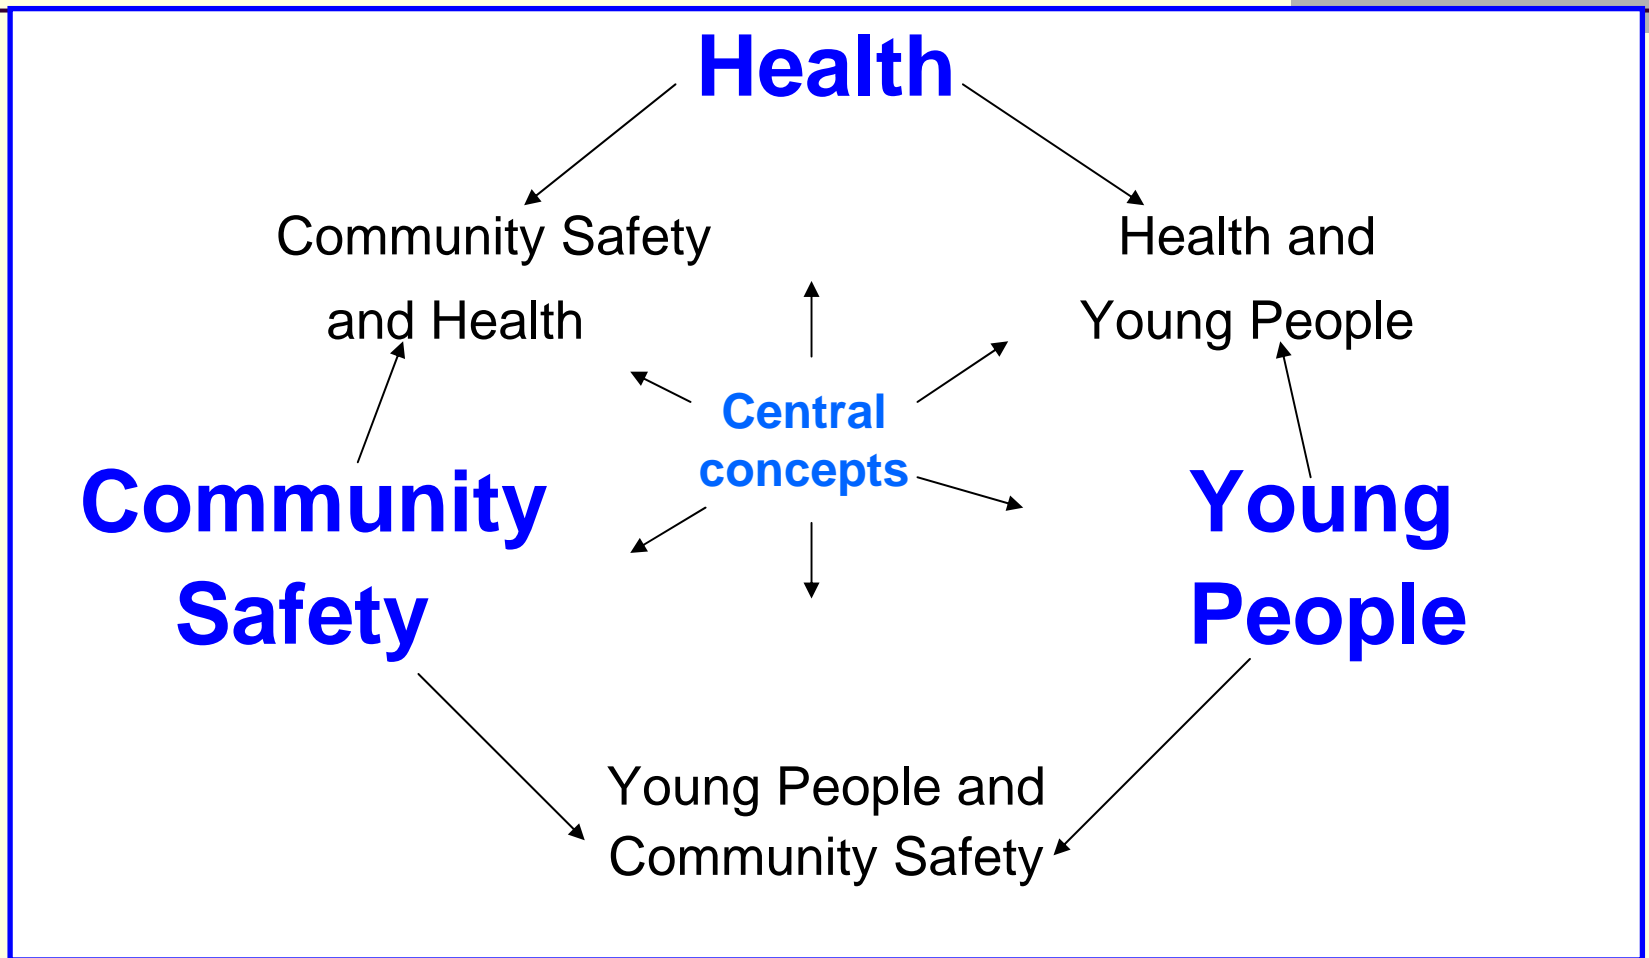 Health
Community Safety
and Health
Health and
Young People
Central
concepts
Community
Safety
Young
People
Young People and
Community Safety